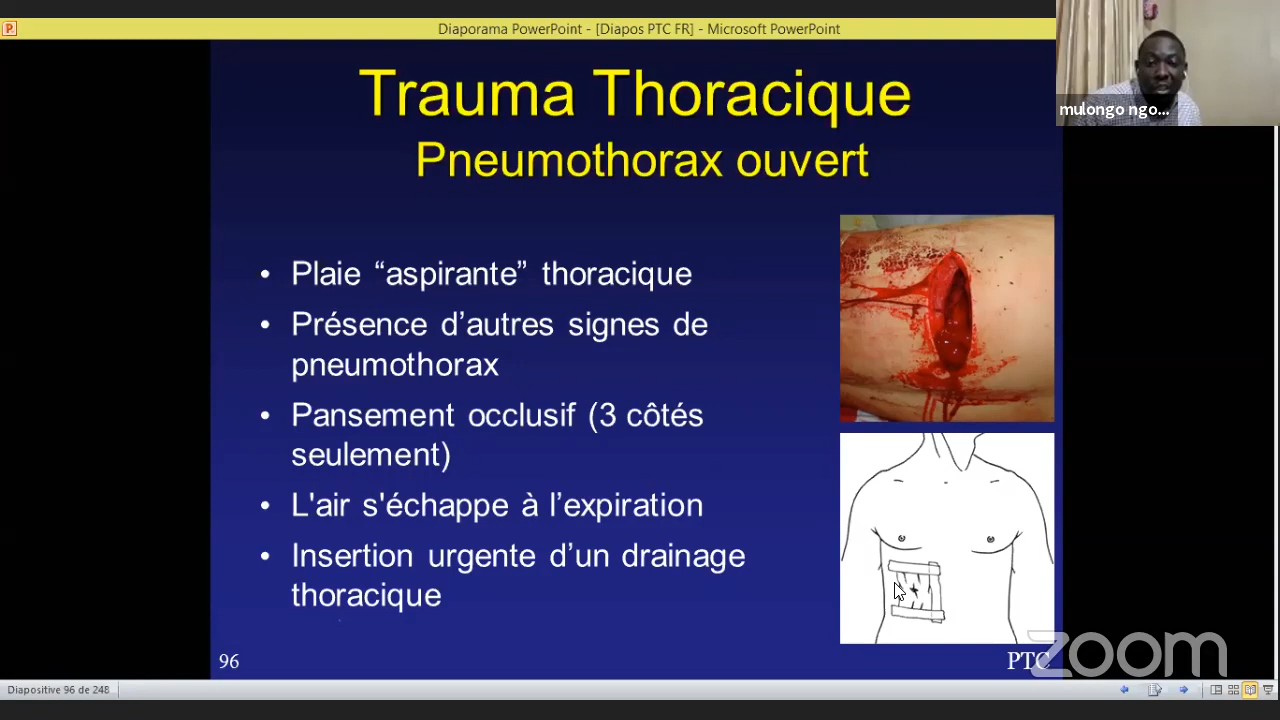 Diaporama PowerPoint - [Diapos PTC FR] - Microsoft PowerPoint
mulongo ngo...
Trauma Thoracique
Pneumothorax ouvert
• Plaie “aspirante” thoracique
• Présence d’autres signes de
pneumothorax
• Pansement occlusif (3 côtés
seulement)
• L'air s'échappe à l’expiration
• Insertion urgente d’un drainage
thoracique
96
PTC
zoom
Diapositive 96 de 248